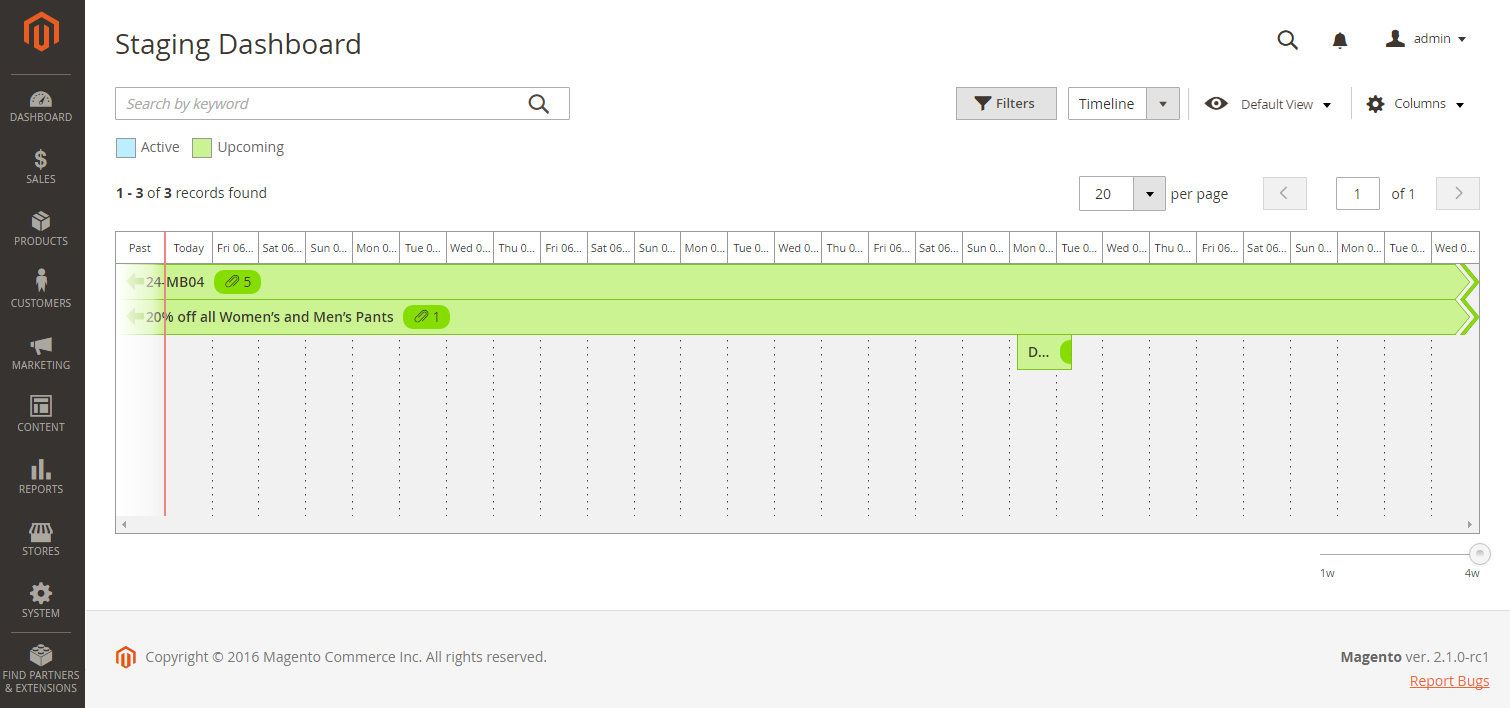 Staging Dashboard
admin
Search by keyword
Filters
Timeline
Default View
Columns
Active
Upcoming
1 - 3 of 3 records found
20
per page
1
of 1
Past Today Fri 06... Sat 06... Sun 0... Mon 0... Tue 0... Wed 0... Thu 0... Fri 06... Sat 06... Sun 0... Mon 0... Tue 0... Wed 0... Thu 0... Fri 06... Sat 06... Sun 0... Mon 0... Tue 0... Wed 0... Thu 0... Fri 06... Sat 06... Sun 0... Mon 0... Tue 0... Wed 0...
24-MB04 5
20% off all Women’s and Men’s Pants 1
D...
1w
4w
DASHBOARD
SALES
PRODUCTS
CUSTOMERS
MARKETING
CONTENT
REPORTS
STORES
SYSTEM
FIND PARTNERS
& EXTENSIONS
Copyright © 2016 Magento Commerce Inc. All rights reserved.
Magento ver. 2.1.0-rc1
Report Bugs